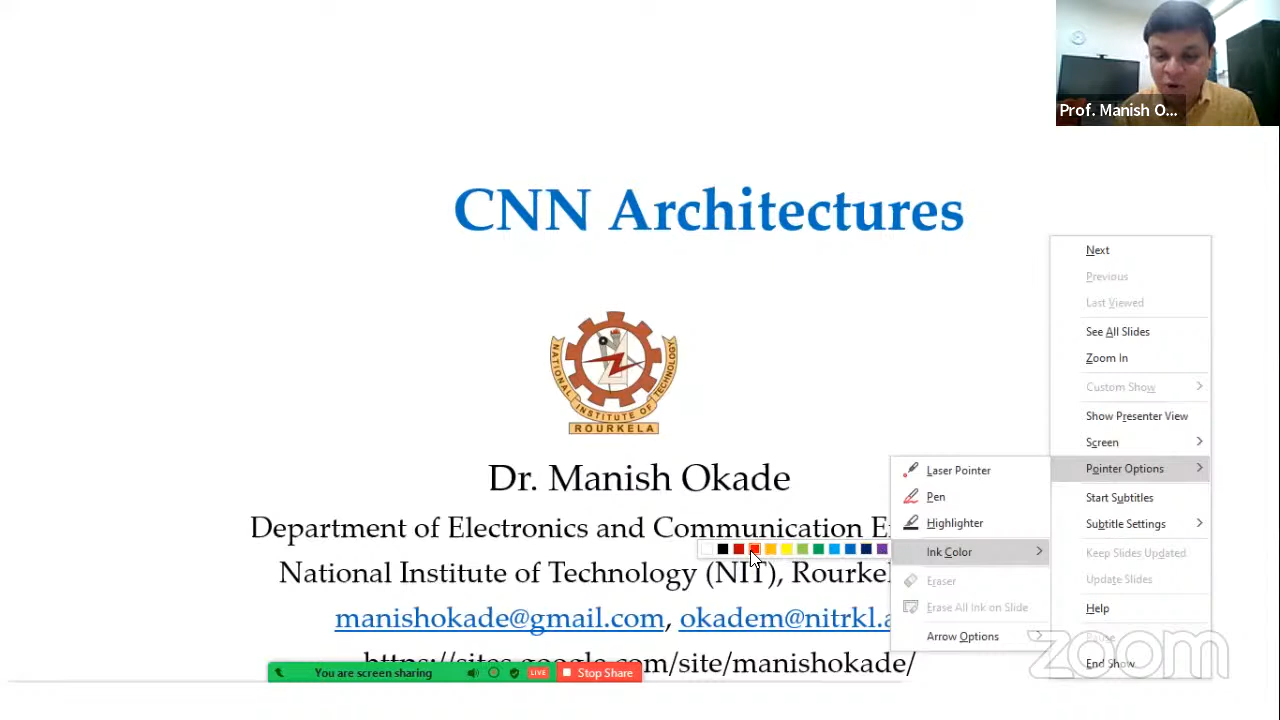 Prof. Manish O...
CNN Architectures
NATIONAL INSTITUTE OF TECHNOLOGY
ROURKELA
Dr. Manish Okade
Department of Electronics and Communication E
National Institute of Technology (NIT), Rourkel
manishokade@gmail.com, okadem@nitrkl.a
https://sites.google.com/site/manishokade/
You are screen sharing
LIVE
Stop Share
Laser Pointer
Pen
Highlighter
Ink Color
Eraser
Erase All Ink on Slide
Arrow Options
Next
Previous
Last Viewed
See All Slides
Zoom In
Custom Show
Show Presenter View
Screen
Pointer Options
Start Subtitles
Subtitle Settings
Keep Slides Updated
Update Slides
Help
Pause
End Show
zoom